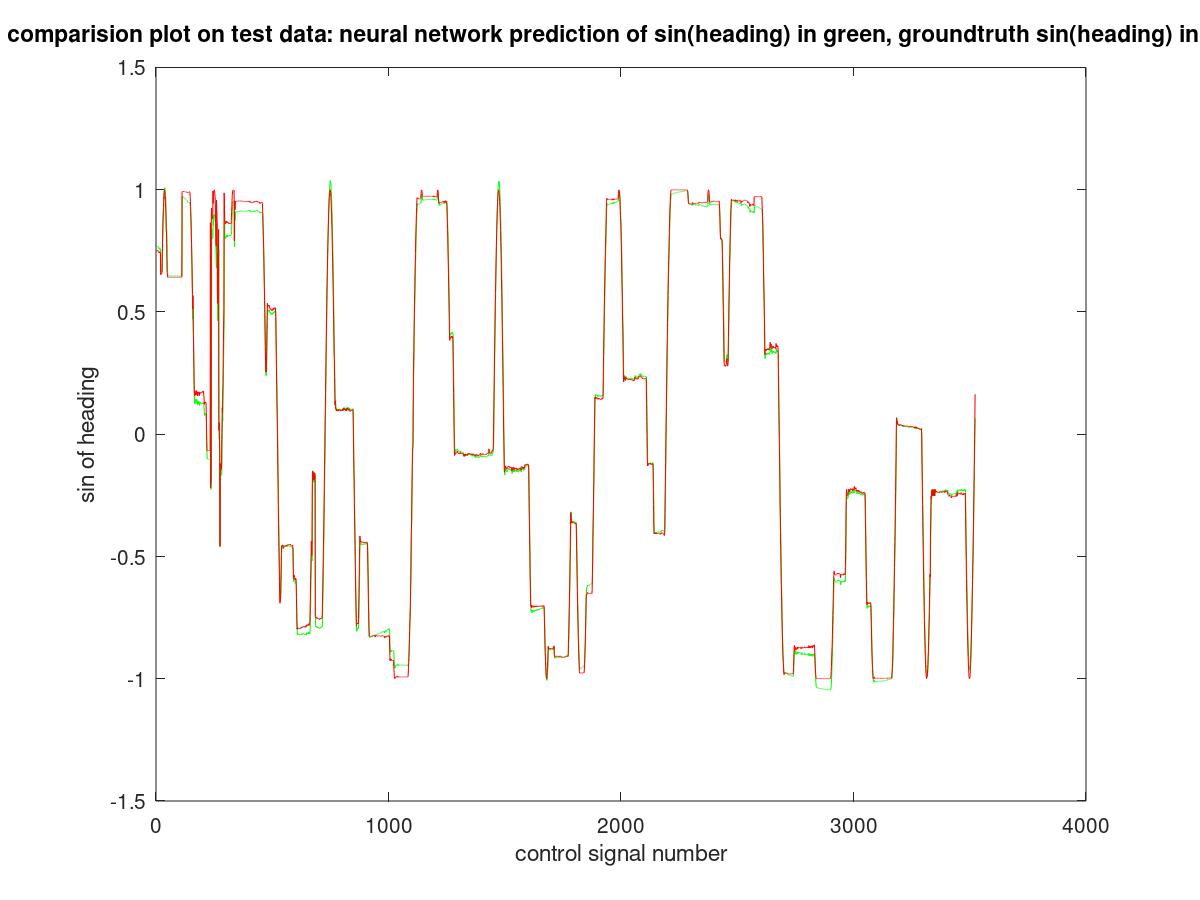 comparision plot on test data: neural network prediction of sin(heading) in green, groundtruth sin(heading) in
1.5
1
0.5
0
-0.5
-1
-1.5
sin of heading
0 1000 2000 3000 4000
control signal number